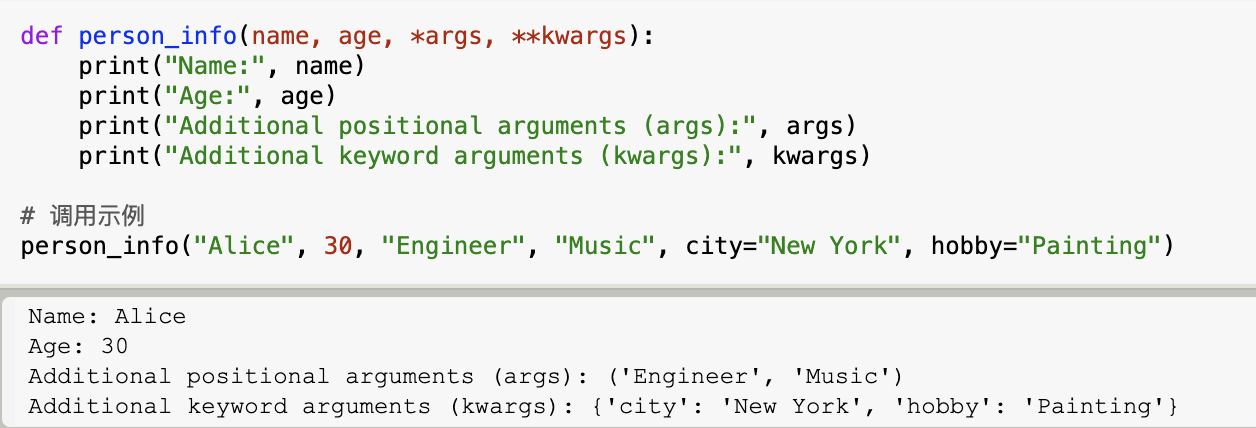 def person_info(name, age, *args, **kwargs):
    print("Name:", name)
    print("Age:", age)
    print("Additional positional arguments (args):", args)
    print("Additional keyword arguments (kwargs):", kwargs)
# 调用示例
person_info("Alice", 30, "Engineer", "Music", city="New York", hobby="Painting")
Name: Alice
Age: 30
Additional positional arguments (args): ('Engineer', 'Music')
Additional keyword arguments (kwargs): {'city': 'New York', 'hobby': 'Painting'}